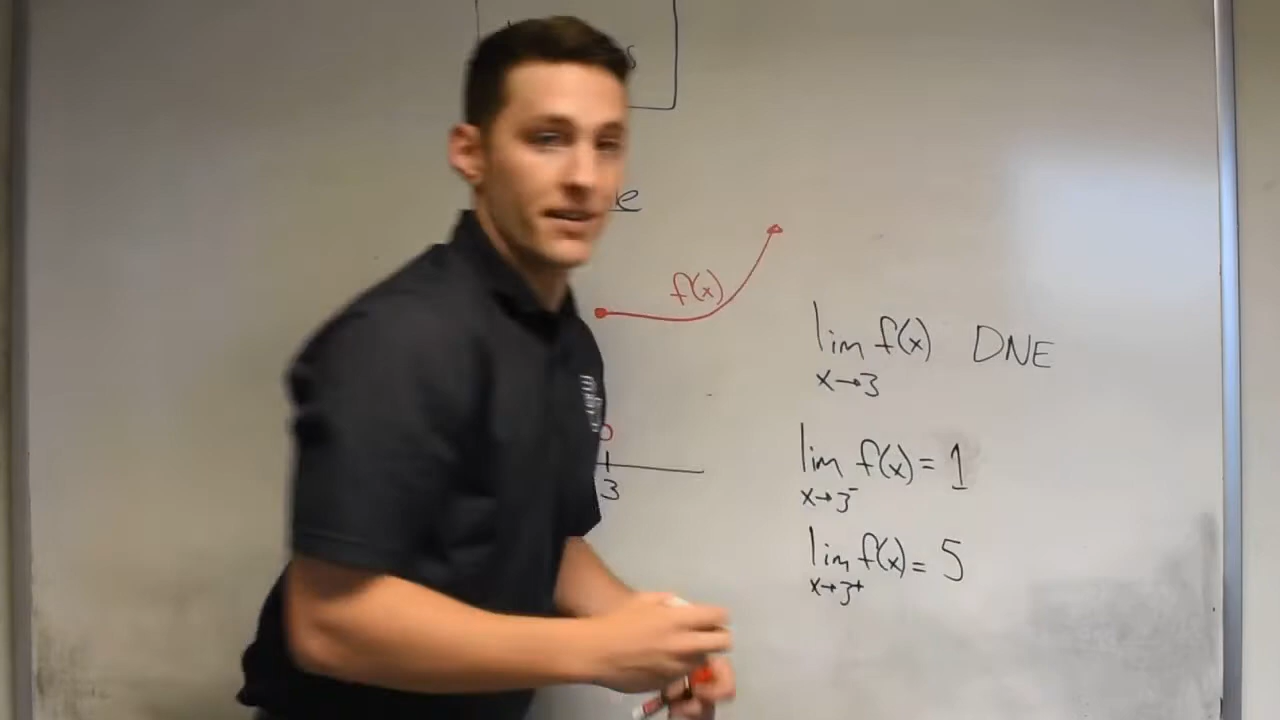 f(x)
lim f(x) DNE
x→3
lim f(x) = 1
x→3⁻
3
lim f(x) = 5
x→3⁺